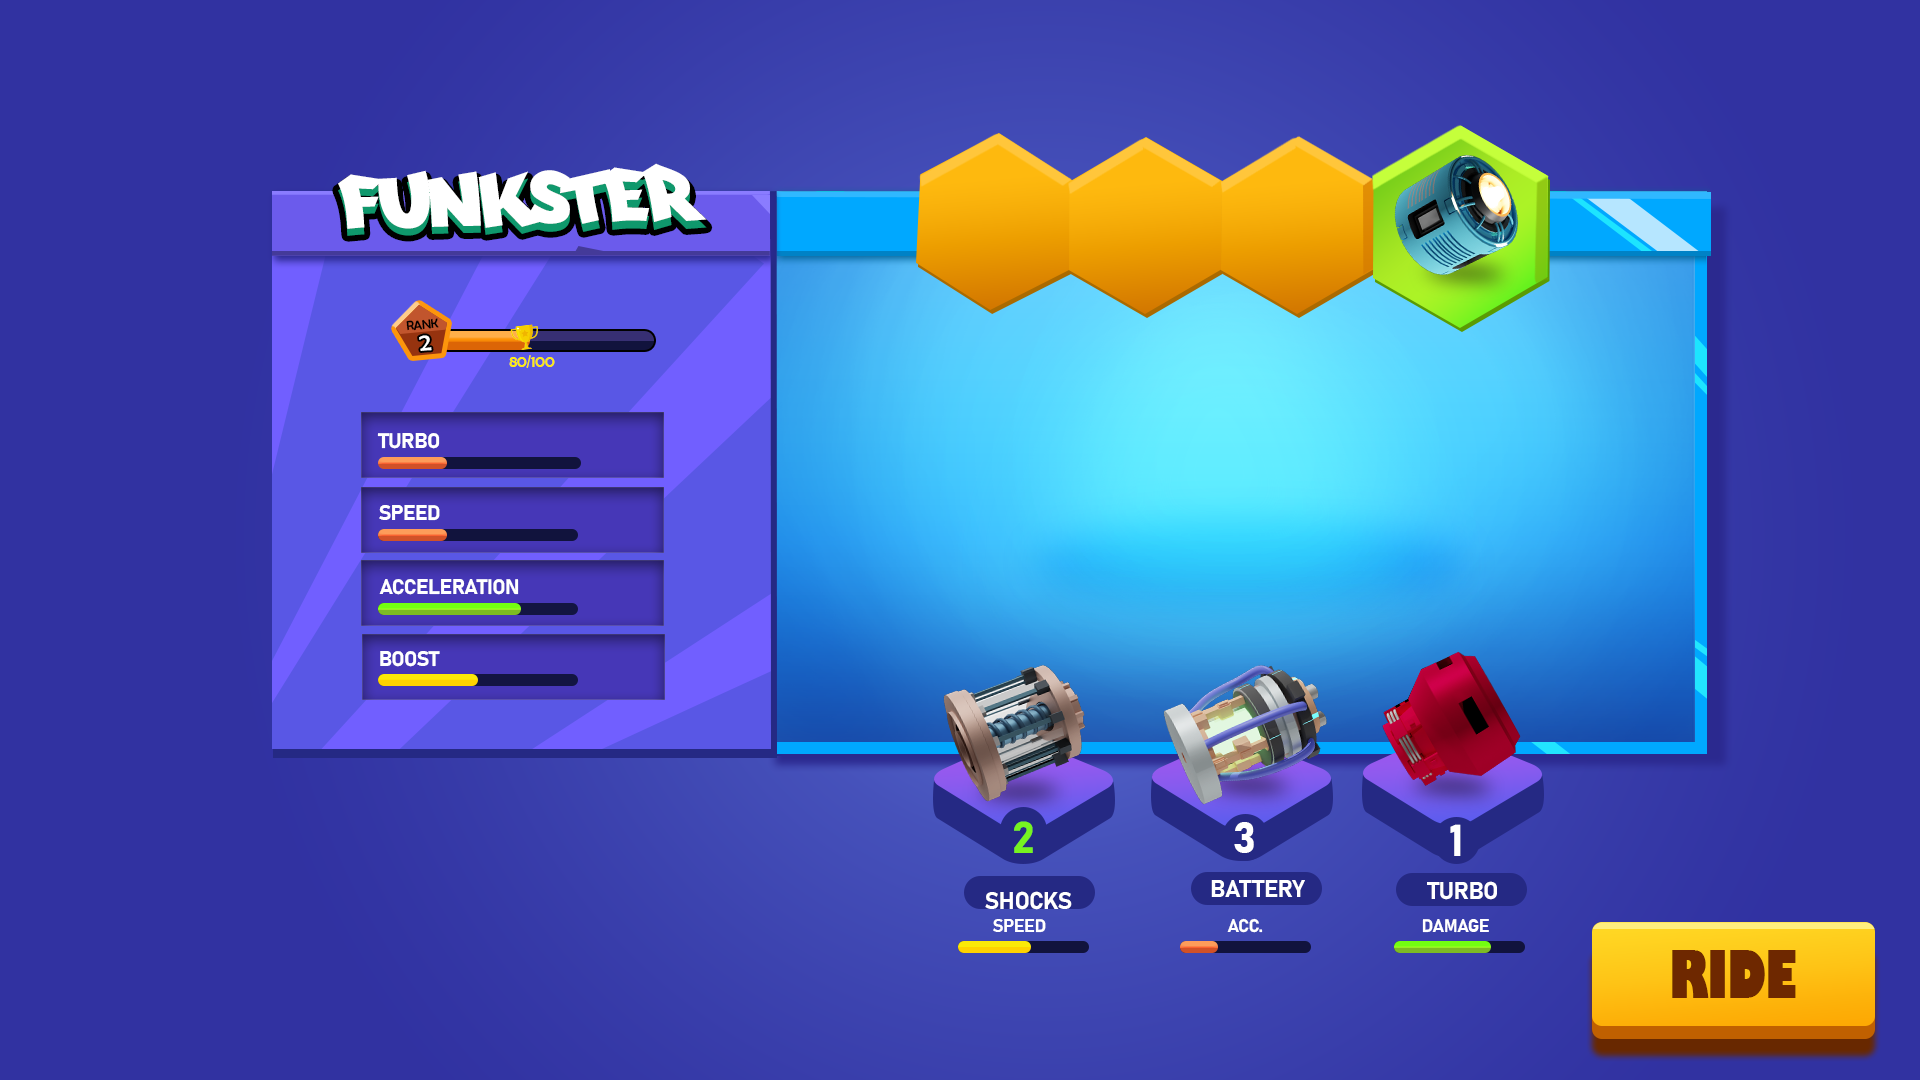 FUNKSTER
RANK
2
80/100
TURBO
SPEED
ACCELERATION
BOOST
2
3
1
SHOCKS
BATTERY
TURBO
SPEED
ACC.
DAMAGE
RIDE